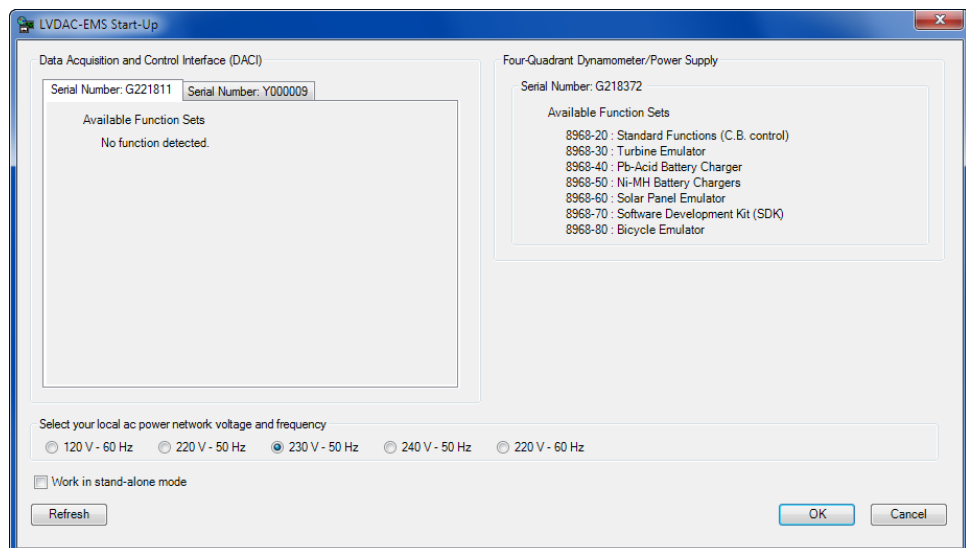 LVDAC-EMS Start-Up
Data Acquisition and Control Interface (DACI)
Serial Number: G221811
Serial Number: Y000009
Available Function Sets
No function detected.
Four-Quadrant Dynamometer/Power Supply
Serial Number: G218372
Available Function Sets
8968-20 : Standard Functions (C.B. control)
8968-30 : Turbine Emulator
8968-40 : Pb-Acid Battery Charger
8968-50 : Ni-MH Battery Chargers
8968-60 : Solar Panel Emulator
8968-70 : Software Development Kit (SDK)
8968-80 : Bicycle Emulator
Select your local ac power network voltage and frequency
120 V - 60 Hz
220 V - 50 Hz
230 V - 50 Hz
240 V - 50 Hz
220 V - 60 Hz
Work in stand-alone mode
Refresh
OK
Cancel